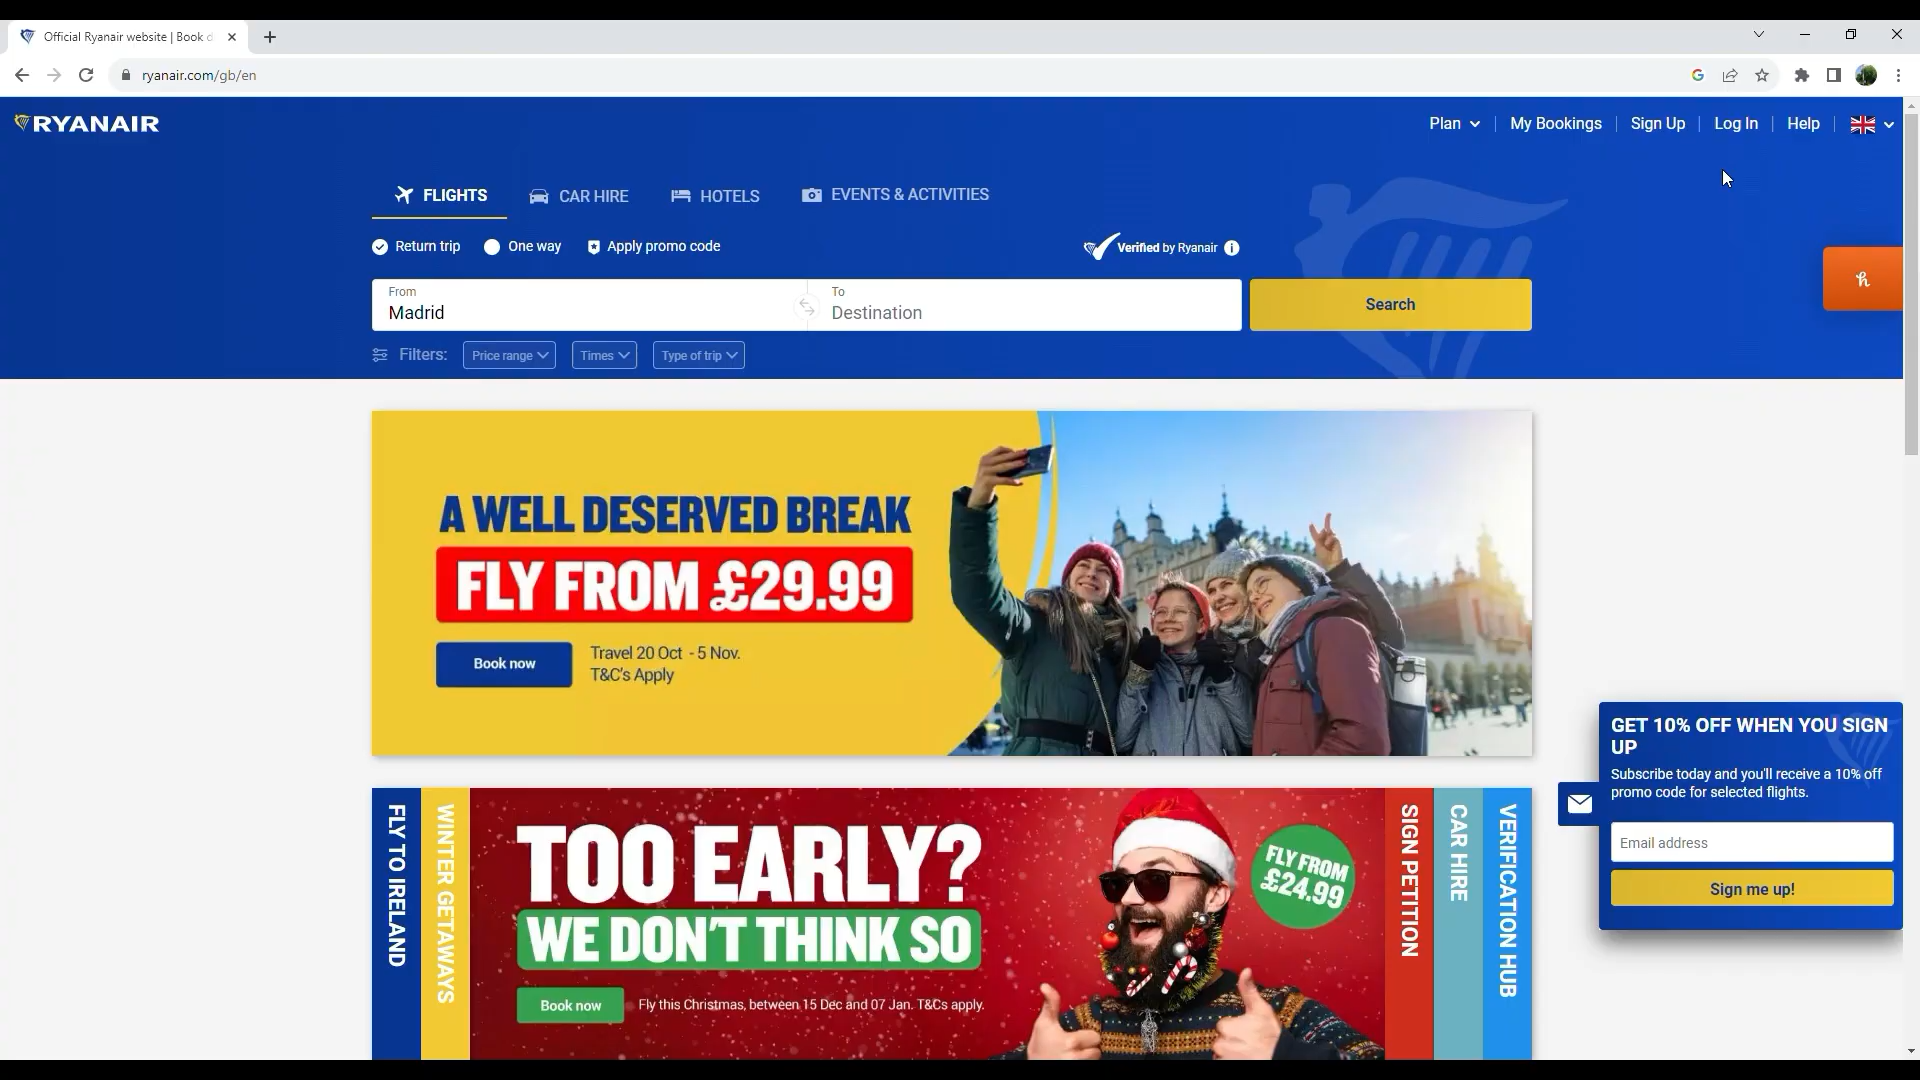 Official Ryanair website | Book d
ryanair.com/gb/en
RYANAIR
Plan
My Bookings
Sign Up
Log In
Help
FLIGHTS
CAR HIRE
HOTELS
EVENTS & ACTIVITIES
Return trip
One way
Apply promo code
Verified by Ryanair
From
Madrid
To
Destination
Search
Filters:
Price range
Times
Type of trip
A WELL DESERVED BREAK
FLY FROM £29.99
Book now
Travel 20 Oct - 5 Nov.
T&C's Apply
GET 10% OFF WHEN YOU SIGN
UP
Subscribe today and you'll receive a 10% off
promo code for selected flights.
Email address
Sign me up!
FLY TO IRELAND
WINTER GETAWAYS
TOO EARLY?
WE DON'T THINK SO
Book now
Fly this Christmas, between 15 Dec and 07 Jan. T&Cs apply.
FLY FROM
£24.99
SIGN PETITION
CAR HIRE
VERIFICATION HUB